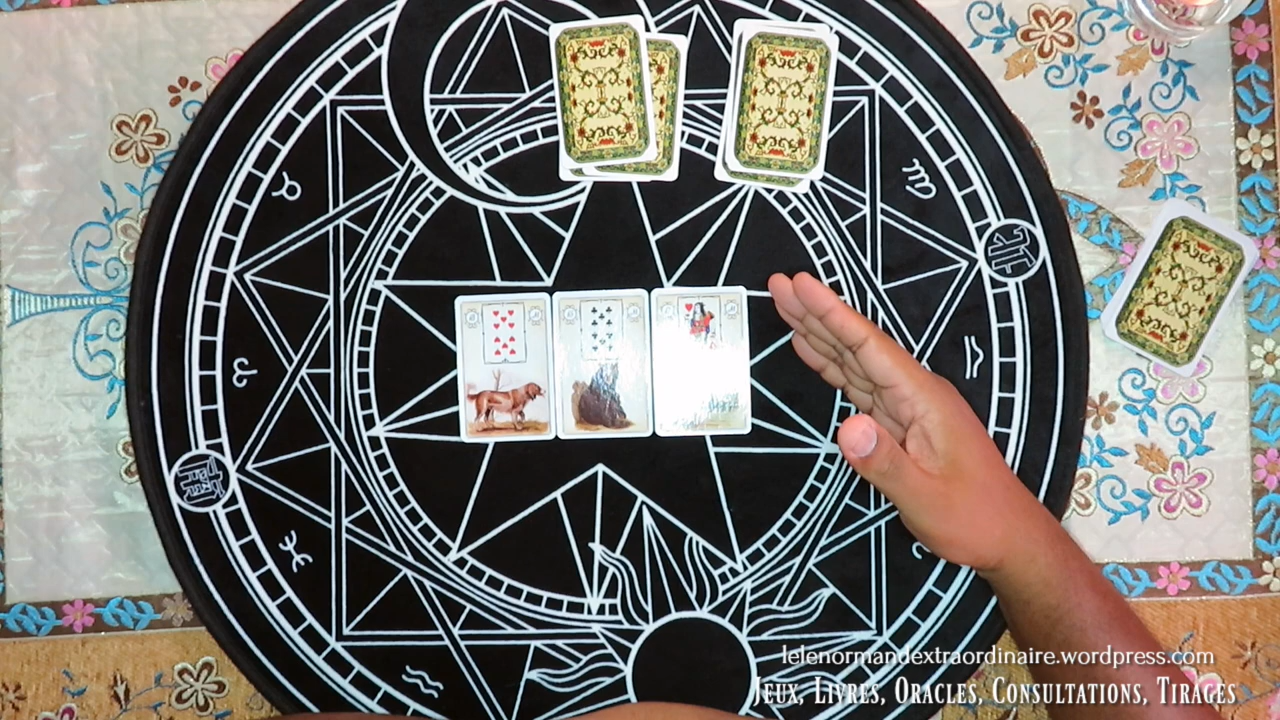 lelenormandextraordinaire.wordpress.com
Jeux, Livres, Oracles, Consultations, Tirages